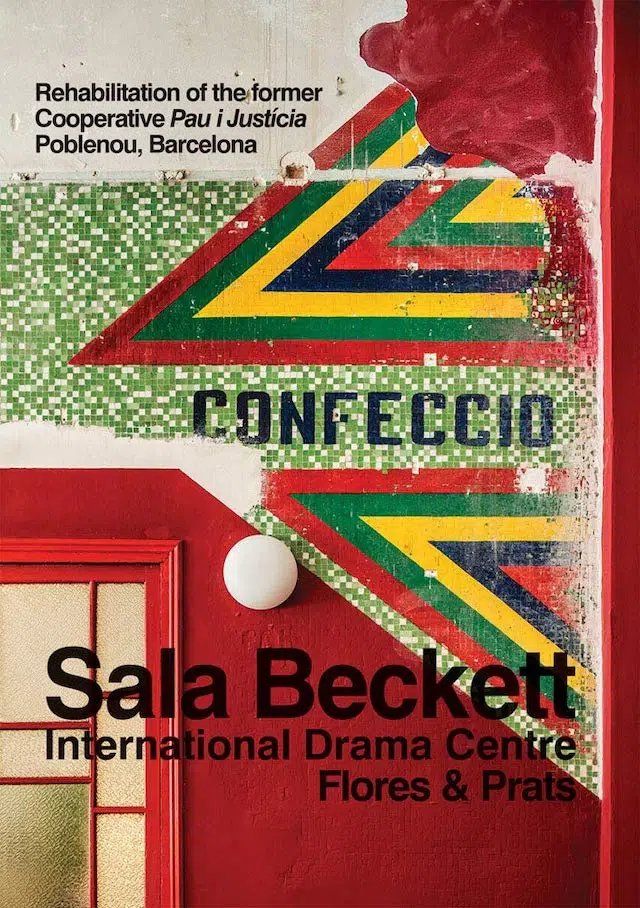 Rehabilitation of the former
Cooperative Pau i Justícia
Poblenou, Barcelona
CONFECCIO
Sala Beckett
International Drama Centre
Flores & Prats